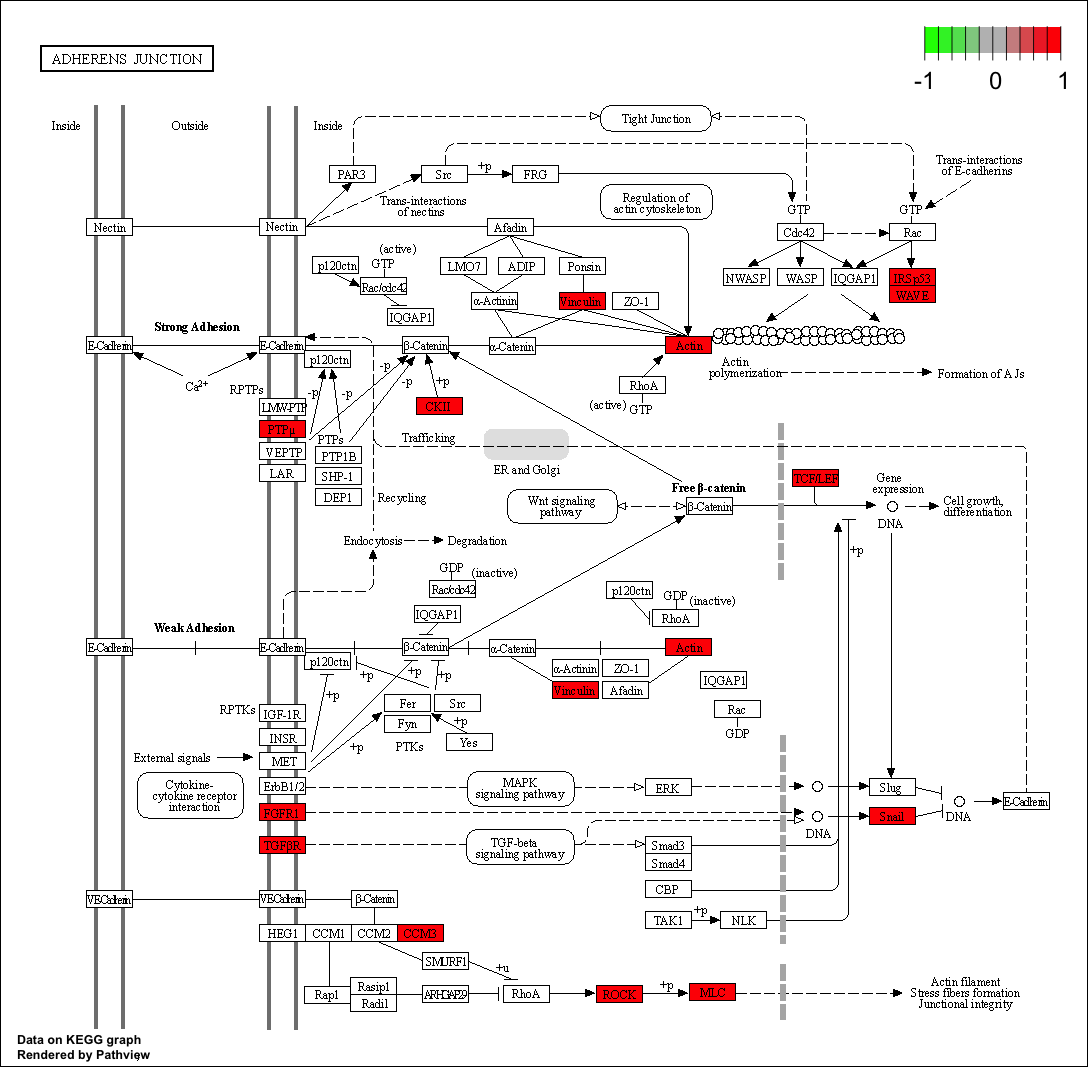 ADHERENS JUNCTION
-1 0 1
Inside
Outside
Inside
Tight Junction
PAR3
Src
+p
FRG
Trans-interactions
of E-cadherins
Trans-interactions
of nectins
Regulation of
actin cytoskeleton
GTP
GTP
Nectin
Nectin
Afadin
Cdc42
Rac
(active)
p120ctn
GTP
Rac/cdc42
IQGAP1
LMO7
ADIP
Ponsin
NWASP
WASP
IQGAP1
IRSp53
WAVE
α-Actinin
Vinculin
ZO-1
Strong Adhesion
E-Cadherin
E-Cadherin
β-Catenin
α-Catenin
Actin
p120ctn
Ca2+
-p
-p
-p
+p
RhoA
(active)
GTP
Actin
polymerization
Formation of AJs
RPTPs
LMW-PTP
PTPμ
VEPTP
LAR
PTPs
PTP1B
SHP-1
DEP1
CKII
Trafficking
ER and Golgi
Recycling
Free β-catenin
β-Catenin
Wnt signaling
pathway
TCF/LEF
Gene
expression
DNA
Cell growth,
differentiation
+p
Endocytosis
Degradation
GDP
(inactive)
Rac/cdc42
IQGAP1
p120ctn
GDP
(inactive)
RhoA
Weak Adhesion
E-Cadherin
E-Cadherin
β-Catenin
α-Catenin
Actin
p120ctn
+p
+p
+p
+p
α-Actinin
ZO-1
Vinculin
Afadin
IQGAP1
Rac
GDP
RPTKs
IGF-1R
INSR
MET
ErbB1/2
FGFR1
TGFβR
Fer
Src
Fyn
PTKs
Yes
+p
+p
External signals
Cytokine-
cytokine receptor
interaction
MAPK
signaling pathway
ERK
Slug
Snail
DNA
DNA
E-Cadherin
TGF-beta
signaling pathway
Smad3
Smad4
CBP
TAK1
+p
NLK
VE-Cadherin
VE-Cadherin
β-Catenin
HEG1
CCM1
CCM2
CCM3
SMURF1
+u
Rap1
Rasip1
Radil
ARHGAP29
RhoA
ROCK
+p
MLC
Actin filament
Stress fibers formation
Junctional integrity
Data on KEGG graph
Rendered by Pathview